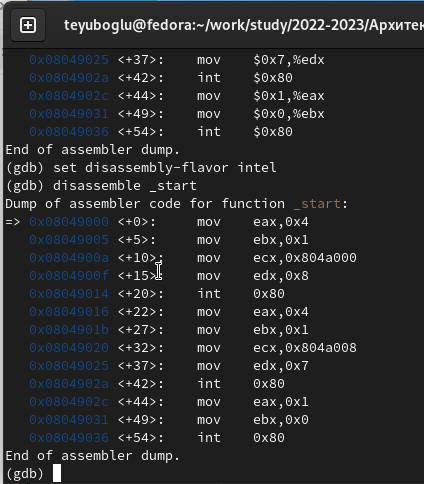 teyuboglu@fedora:~/work/study/2022-2023/Архитек
0x08049025 <+37>: mov $0x7,%edx
0x0804902a <+42>: int $0x80
0x0804902c <+44>: mov $0x1,%eax
0x08049031 <+49>: mov $0x0,%ebx
0x08049036 <+54>: int $0x80
End of assembler dump.
(gdb) set disassembly-flavor intel
(gdb) disassemble _start
Dump of assembler code for function _start:
=> 0x08049000 <+0>: mov eax,0x4
0x08049005 <+5>: mov ebx,0x1
0x0804900a <+10>: mov ecx,0x804a000
0x0804900f <+15>: mov edx,0x8
0x08049014 <+20>: int 0x80
0x08049016 <+22>: mov eax,0x4
0x0804901b <+27>: mov ebx,0x1
0x08049020 <+32>: mov ecx,0x804a008
0x08049025 <+37>: mov edx,0x7
0x0804902a <+42>: int 0x80
0x0804902c <+44>: mov eax,0x1
0x08049031 <+49>: mov ebx,0x0
0x08049036 <+54>: int 0x80
End of assembler dump.
(gdb)